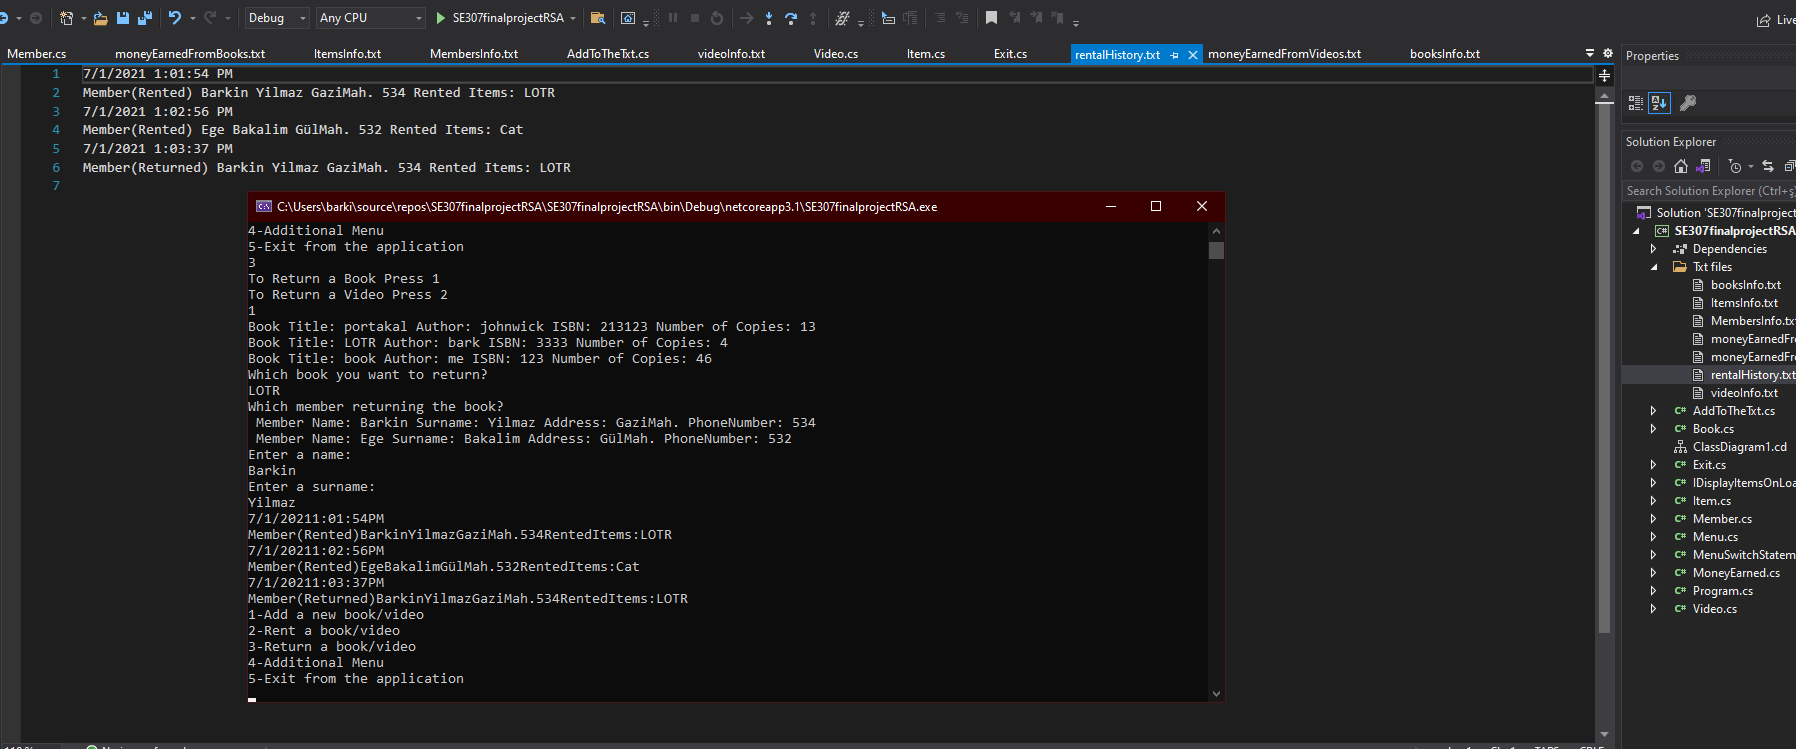 Debug
Any CPU
SE307finalprojectRSA
Live
Member.cs
moneyEarnedFromBooks.txt
ItemsInfo.txt
MembersInfo.txt
AddToTheTxt.cs
videoInfo.txt
Video.cs
Item.cs
Exit.cs
rentalHistory.txt
moneyEarnedFromVideos.txt
booksInfo.txt
1 7/1/2021 1:01:54 PM
2 Member(Rented) Barkin Yilmaz GaziMah. 534 Rented Items: LOTR
3 7/1/2021 1:02:56 PM
4 Member(Rented) Ege Bakalim GülMah. 532 Rented Items: Cat
5 7/1/2021 1:03:37 PM
6 Member(Returned) Barkin Yilmaz GaziMah. 534 Rented Items: LOTR
7
C:\Users\barki\source\repos\SE307finalprojectRSA\SE307finalprojectRSA\bin\Debug\netcoreapp3.1\SE307finalprojectRSA.exe
4-Additional Menu
5-Exit from the application
3
To Return a Book Press 1
To Return a Video Press 2
1
Book Title: portakal Author: johnwick ISBN: 213123 Number of Copies: 13
Book Title: LOTR Author: bark ISBN: 3333 Number of Copies: 4
Book Title: book Author: me ISBN: 123 Number of Copies: 46
Which book you want to return?
LOTR
Which member returning the book?
Member Name: Barkin Surname: Yilmaz Address: GaziMah. PhoneNumber: 534
Member Name: Ege Surname: Bakalim Address: GülMah. PhoneNumber: 532
Enter a name:
Barkin
Enter a surname:
Yilmaz
7/1/20211:01:54PM
Member(Rented)BarkinYilmazGaziMah.534RentedItems:LOTR
7/1/20211:02:56PM
Member(Rented)EgeBakalimGülMah.532RentedItems:Cat
7/1/20211:03:37PM
Member(Returned)BarkinYilmazGaziMah.534RentedItems:LOTR
1-Add a new book/video
2-Rent a book/video
3-Return a book/video
4-Additional Menu
5-Exit from the application
Properties
Solution Explorer
Search Solution Explorer (Ctrl+ş)
Solution 'SE307finalproject
SE307finalprojectRSA
Dependencies
Txt files
booksInfo.txt
ItemsInfo.txt
MembersInfo.tx
moneyEarnedFr
moneyEarnedFr
rentalHistory.txt
videoInfo.txt
AddToTheTxt.cs
Book.cs
ClassDiagram1.cd
Exit.cs
IDisplayItemsOnLoa
Item.cs
Member.cs
Menu.cs
MenuSwitchStatem
MoneyEarned.cs
Program.cs
Video.cs